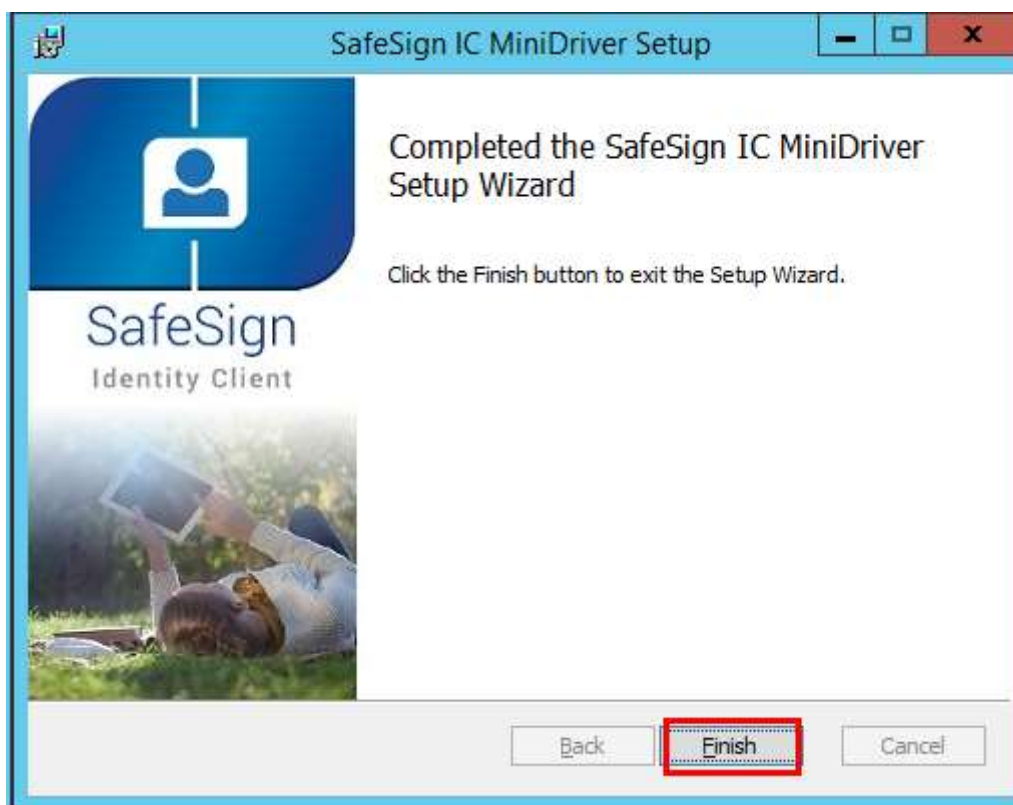 SafeSign IC MiniDriver Setup
Completed the SafeSign IC MiniDriver
Setup Wizard
Click the Finish button to exit the Setup Wizard.
SafeSign
Identity Client
Back
Finish
Cancel